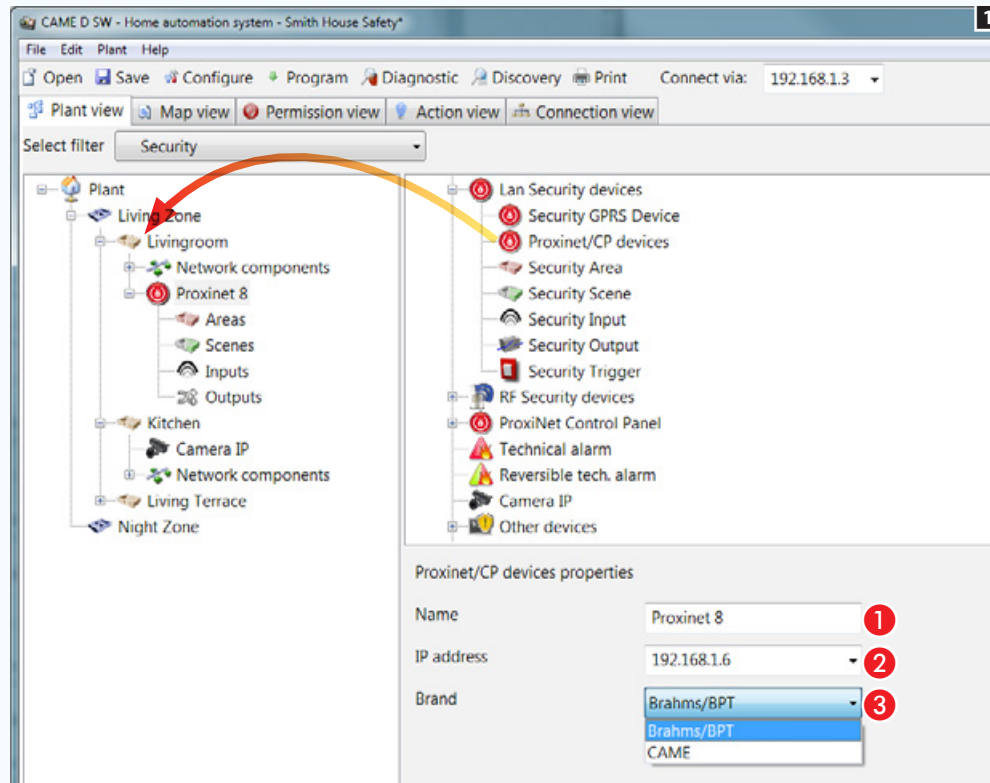 CAME D SW - Home automation system - Smith House Safety*
1
File Edit Plant Help
Open Save Configure Program Diagnostic Discovery Print Connect via: 192.168.1.3
Plant view Map view Permission view Action view Connection view
Select filter Security
Plant
Living Zone
Livingroom
Network components
Proxinet 8
Areas
Scenes
Inputs
Outputs
Kitchen
Camera IP
Network components
Living Terrace
Night Zone
Lan Security devices
Security GPRS Device
Proxinet/CP devices
Security Area
Security Scene
Security Input
Security Output
Security Trigger
RF Security devices
ProxiNet Control Panel
Technical alarm
Reversible tech. alarm
Camera IP
Other devices
Proxinet/CP devices properties
Name Proxinet 8 1
IP address 192.168.1.6 2
Brand Brahms/BPT 3
Brahms/BPT
CAME